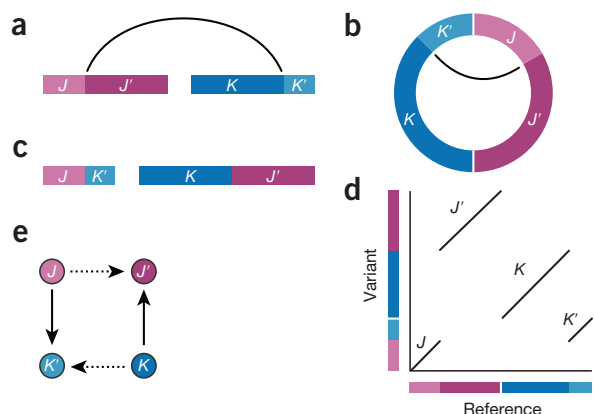 a
J J' K K'
b
K' J
K J'
c
J K' K J'
d
J'
K
K'
J
Variant
Reference
e
J J'
K' K